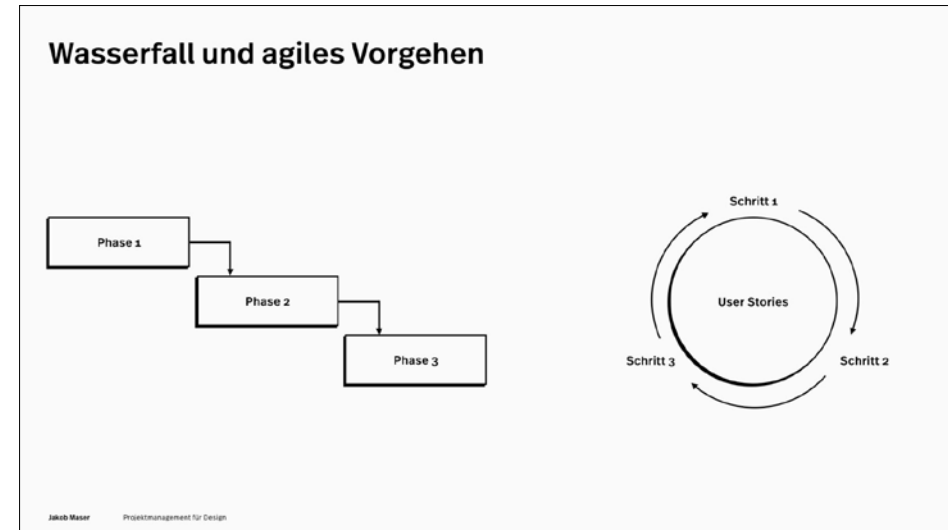 Wasserfall und agiles Vorgehen
Phase 1
Phase 2
Phase 3
Schritt 1
User Stories
Schritt 3
Schritt 2
Jakob Maser
Projektmanagement für Design